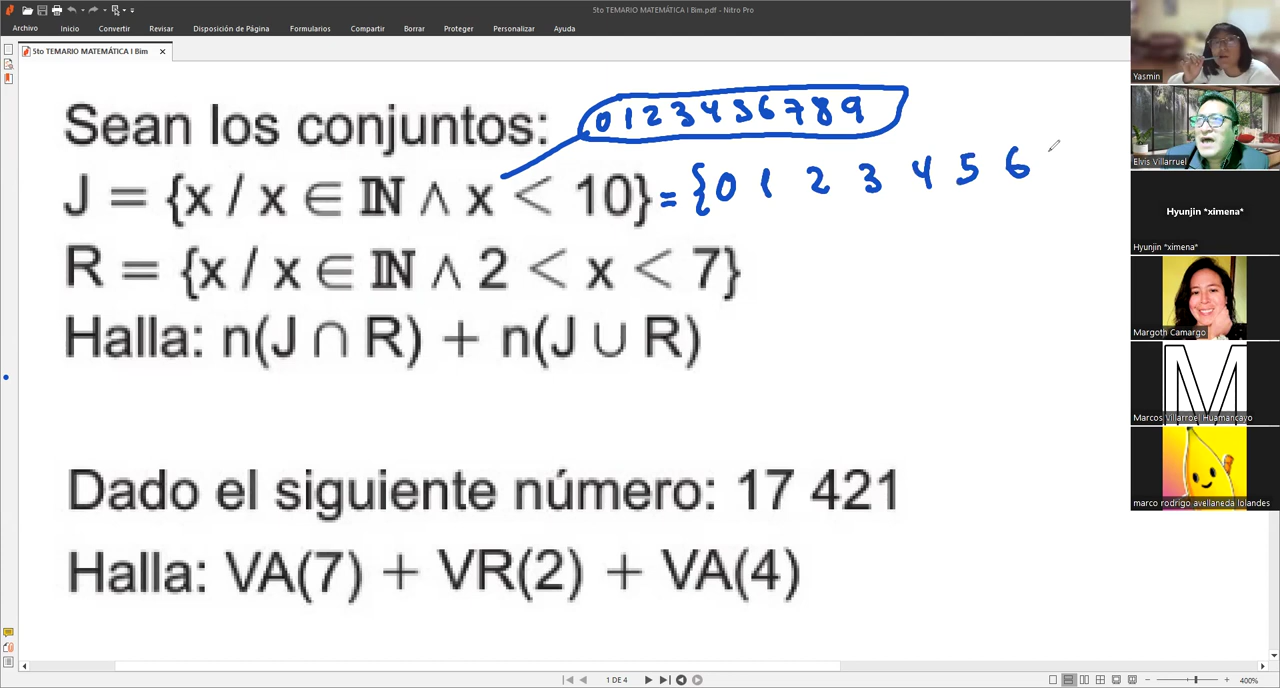 5to TEMARIO MATEMÁTICA I Bim.pdf - Nitro Pro
Archivo Inicio Convertir Revisar Disposición de Página Formularios Compartir Borrar Proteger Personalizar Ayuda
5to TEMARIO MATEMÁTICA I Bim
Sean los conjuntos: 0 1 2 3 4 5 6 7 8 9
J = {x / x ∈ ℕ ∧ x < 10} = {0 1 2 3 4 5 6
R = {x / x ∈ ℕ ∧ 2 < x < 7}
Halla: n(J ∩ R) + n(J ∪ R)
Dado el siguiente número: 17 421
Halla: VA(7) + VR(2) + VA(4)
1 DE 4
400%
Yasmin
Elvis Villarruel
Hyunjin *ximena*
Hyunjin *ximena*
Margoth Camargo
M
Marcos Villarroel Huamancayo
marco rodrigo avellaneda lolandes